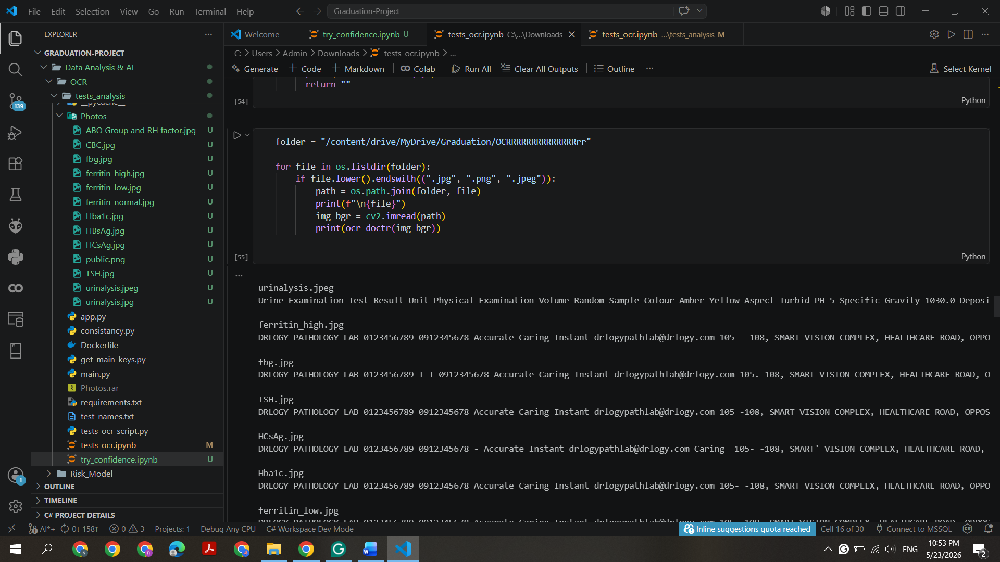 File Edit Selection View Go Run Terminal Help
Graduation-Project
EXPLORER
GRADUATION-PROJECT
Data Analysis & AI
OCR
tests_analysis
__pycache__
Photos
ABO Group and RH factor.jpg U
CBC.jpg U
fbg.jpg U
ferritin_high.jpg U
ferritin_low.jpg U
ferritin_normal.jpg U
Hba1c.jpg U
HBsAg.jpg U
HCsAg.jpg U
public.png U
TSH.jpg U
urinalysis.jpeg U
urinalysis.jpg U
app.py
consistancy.py
Dockerfile
get_main_keys.py
main.py
Photos.rar
requirements.txt
test_names.txt
tests_ocr_script.py
tests_ocr.ipynb M
try_confidence.ipynb U
Risk_Model
OUTLINE
TIMELINE
C# PROJECT DETAILS
139
1
Welcome
try_confidence.ipynb U
tests_ocr.ipynb C:\...\Downloads
tests_ocr.ipynb ...\tests_analysis M
C: > Users > Admin > Downloads > tests_ocr.ipynb > ...
Generate + Code + Markdown Colab Run All Clear All Outputs Outline ...
Select Kernel
return ""
[54] Python
folder = "/content/drive/MyDrive/Graduation/OCRRRRRRRRRRRRRRrr"
for file in os.listdir(folder):
if file.lower().endswith((".jpg", ".png", ".jpeg")):
path = os.path.join(folder, file)
print(f"\n{file}")
img_bgr = cv2.imread(path)
print(ocr_doctr(img_bgr))
[55] Python
...
urinalysis.jpeg
Urine Examination Test Result Unit Physical Examination Volume Random Sample Colour Amber Yellow Aspect Turbid PH 5 Specific Gravity 1030.0 Deposi
ferritin_high.jpg
DRLOGY PATHOLOGY LAB 0123456789 0912345678 Accurate Caring Instant drlogypathlab@drlogy.com 105- -108, SMART VISION COMPLEX, HEALTHCARE ROAD, OPPO
fbg.jpg
DRLOGY PATHOLOGY LAB 0123456789 I I 0912345678 Accurate Caring Instant drlogypathlab@drlogy.com 105. 108, SMART VISION COMPLEX, HEALTHCARE ROAD, O
TSH.jpg
DRLOGY PATHOLOGY LAB 0123456789 0912345678 Accurate Caring Instant drlogypathlab@drlogy.com 105 -108, SMART VISION COMPLEX, HEALTHCARE ROAD, OPPOS
HCsAg.jpg
DRLOGY PATHOLOGY LAB 0123456789 0912345678 - Accurate Instant drlogypathlab@drlogy.com Caring 105- -108, SMART' VISION COMPLEX, HEALTHCARE ROAD,
Hba1c.jpg
DRLOGY PATHOLOGY LAB 0123456789 0912345678 Accurate Caring Instant drlogypathlab@drlogy.com 105- -108, SMART VISION COMPLEX, HEALTHCARE ROAD, OPPO
ferritin_low.jpg
AI*+ 0↓ 158↑ 0 3 Projects: 1 Debug Any CPU C# Workspace Dev Mode
Inline suggestions quota reached Cell 16 of 30 Connect to MSSQL
ENG
10:53 PM
5/23/2026
2